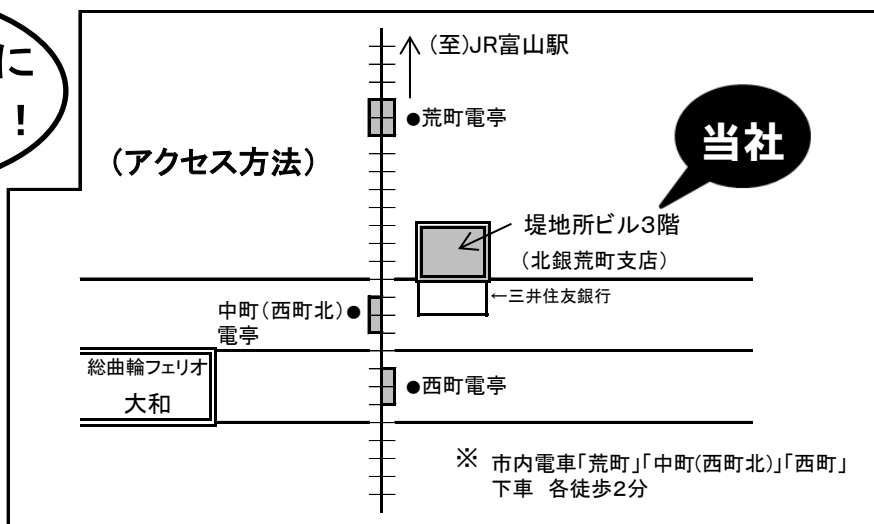 に
！
(至)JR富山駅
●荒町電亭
(アクセス方法)
当社
堤地所ビル3階
(北銀荒町支店)
←三井住友銀行
中町(西町北)●
電亭
総曲輪フェリオ
大和
●西町電亭
※ 市内電車「荒町」「中町(西町北)」「西町」
下車 各徒歩2分